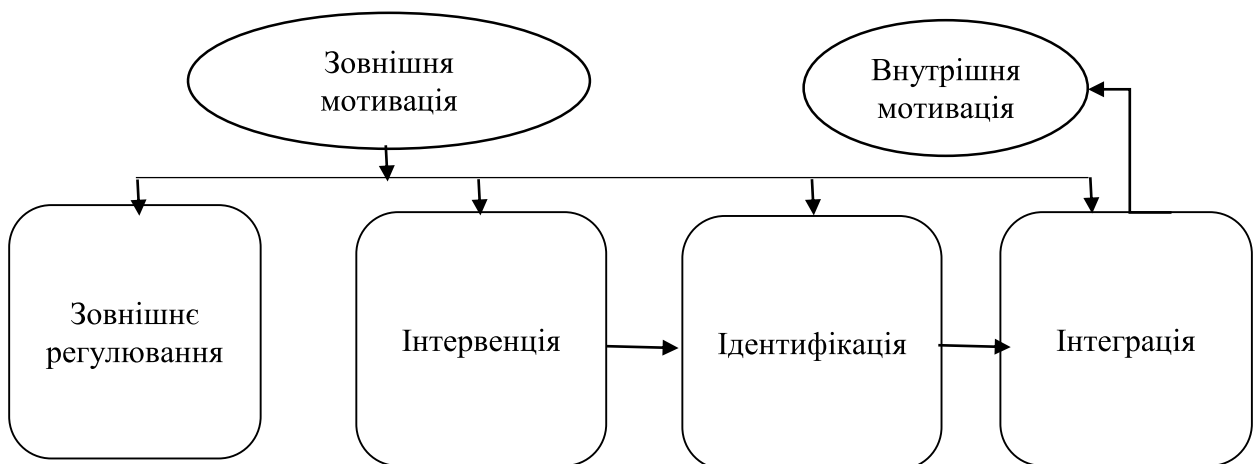 Зовнішня
мотивація
Внутрішня
мотивація
Зовнішнє
регулювання
Інтервенція
Ідентифікація
Інтеграція